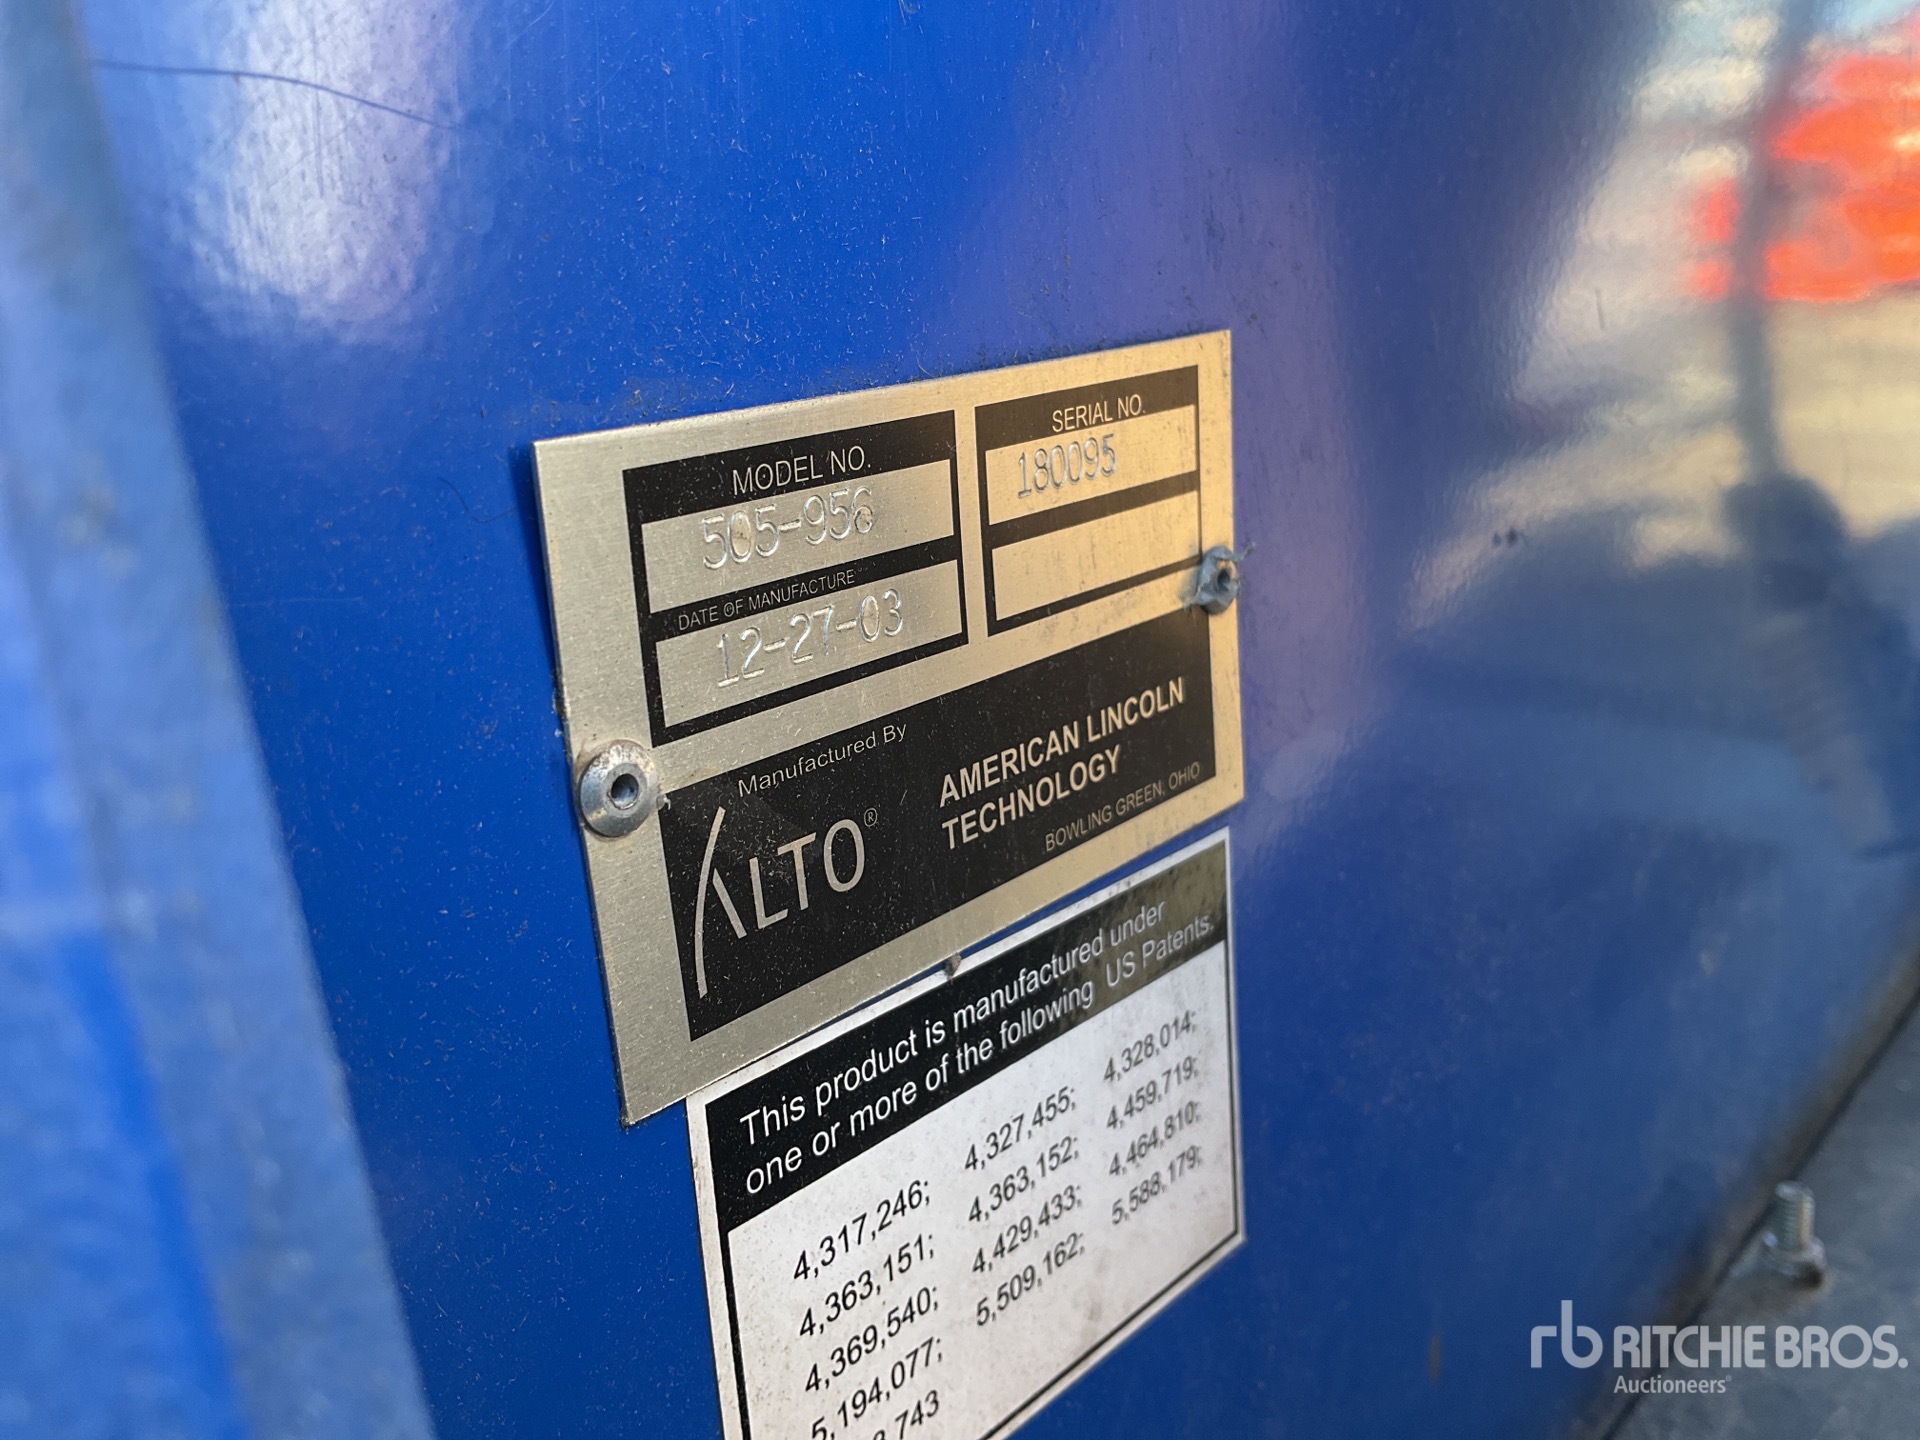 MODEL NO.
505-956
DATE OF MANUFACTURE
12-27-03
SERIAL NO.
180095
Manufactured By
ALTO®
AMERICAN LINCOLN
TECHNOLOGY
BOWLING GREEN, OHIO
This product is manufactured under
one or more of the following US Patents.
4,317,246; 4,327,455; 4,328,014;
4,363,151; 4,363,152; 4,459,719;
4,369,540; 4,429,433; 4,464,810;
5,194,077; 5,509,162; 5,588,179;
743
rb RITCHIE BROS.
Auctioneers